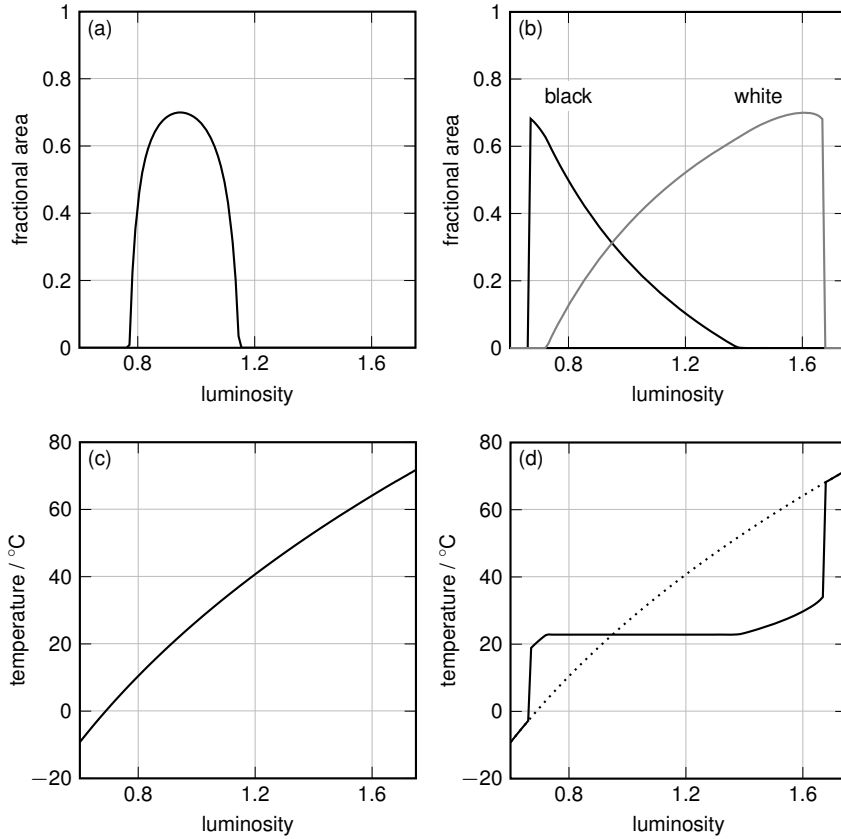 (a)
1
0.8
0.6
0.4
0.2
0
0.8 1.2 1.6
luminosity
fractional area
(b)
black white
1
0.8
0.6
0.4
0.2
0
0.8 1.2 1.6
luminosity
fractional area
(c)
80
60
40
20
0
−20
0.8 1.2 1.6
luminosity
temperature / °C
(d)
80
60
40
20
0
−20
0.8 1.2 1.6
luminosity
temperature / °C